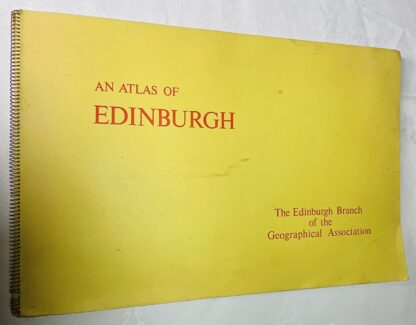 AN ATLAS OF
EDINBURGH
The Edinburgh Branch
of the
Geographical Association